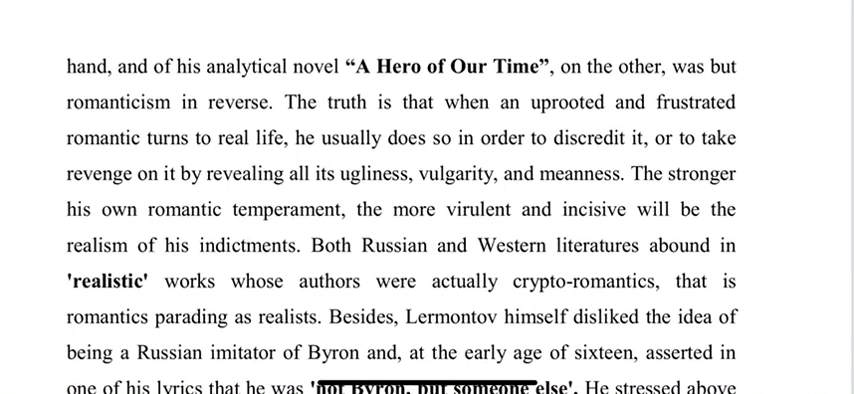 hand, and of his analytical novel “A Hero of Our Time”, on the other, was but
romanticism in reverse. The truth is that when an uprooted and frustrated
romantic turns to real life, he usually does so in order to discredit it, or to take
revenge on it by revealing all its ugliness, vulgarity, and meanness. The stronger
his own romantic temperament, the more virulent and incisive will be the
realism of his indictments. Both Russian and Western literatures abound in
'realistic' works whose authors were actually crypto-romantics, that is
romantics parading as realists. Besides, Lermontov himself disliked the idea of
being a Russian imitator of Byron and, at the early age of sixteen, asserted in
one of his lyrics that he was 'not Byron, but someone else'. He stressed above